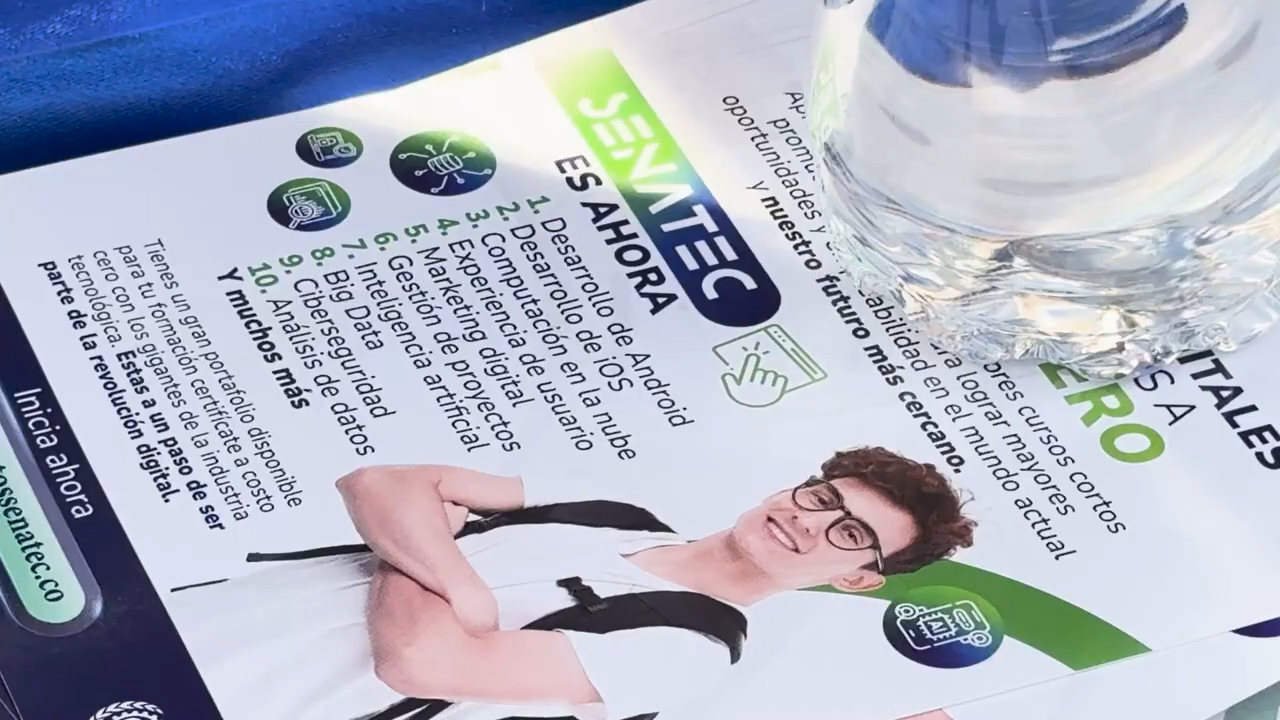 ITALES
S A
ERO
oportunidades y
y nuestro futuro más cercano.
cursos cortos
lograr mayores
en el mundo actual
SENATEC
ES AHORA
1. Desarrollo de Android
2. Desarrollo de iOS
3. Computación en la nube
4. Experiencia de usuario
5. Marketing digital
6. Gestión de proyectos
7. Inteligencia artificial
8. Big Data
9. Ciberseguridad
10. Análisis de datos
Y muchos más
Tienes un gran portafolio disponible
para tu formación certifícate a costo
cero con los gigantes de la industria
tecnológica. Estas a un paso de ser
parte de la revolución digital.
Inicia ahora
tossenatec.co
AI